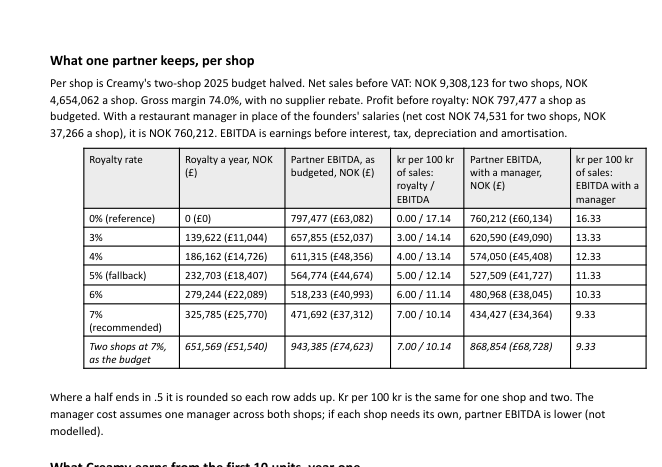 What one partner keeps, per shop
Per shop is Creamy's two-shop 2025 budget halved. Net sales before VAT: NOK 9,308,123 for two shops, NOK
4,654,062 a shop. Gross margin 74.0%, with no supplier rebate. Profit before royalty: NOK 797,477 a shop as
budgeted. With a restaurant manager in place of the founders' salaries (net cost NOK 74,531 for two shops, NOK
37,266 a shop), it is NOK 760,212. EBITDA is earnings before interest, tax, depreciation and amortisation.
Royalty rate | Royalty a year, NOK (£) | Partner EBITDA, as budgeted, NOK (£) | kr per 100 kr of sales: royalty / EBITDA | Partner EBITDA, with a manager, NOK (£) | kr per 100 kr of sales: EBITDA with a manager
0% (reference) | 0 (£0) | 797,477 (£63,082) | 0.00 / 17.14 | 760,212 (£60,134) | 16.33
3% | 139,622 (£11,044) | 657,855 (£52,037) | 3.00 / 14.14 | 620,590 (£49,090) | 13.33
4% | 186,162 (£14,726) | 611,315 (£48,356) | 4.00 / 13.14 | 574,050 (£45,408) | 12.33
5% (fallback) | 232,703 (£18,407) | 564,774 (£44,674) | 5.00 / 12.14 | 527,509 (£41,727) | 11.33
6% | 279,244 (£22,089) | 518,233 (£40,993) | 6.00 / 11.14 | 480,968 (£38,045) | 10.33
7% (recommended) | 325,785 (£25,770) | 471,692 (£37,312) | 7.00 / 10.14 | 434,427 (£34,364) | 9.33
Two shops at 7%, as the budget | 651,569 (£51,540) | 943,385 (£74,623) | 7.00 / 10.14 | 868,854 (£68,728) | 9.33
Where a half ends in .5 it is rounded so each row adds up. Kr per 100 kr is the same for one shop and two. The
manager cost assumes one manager across both shops; if each shop needs its own, partner EBITDA is lower (not
modelled).
What Creamy earns from the first 10 units, year one